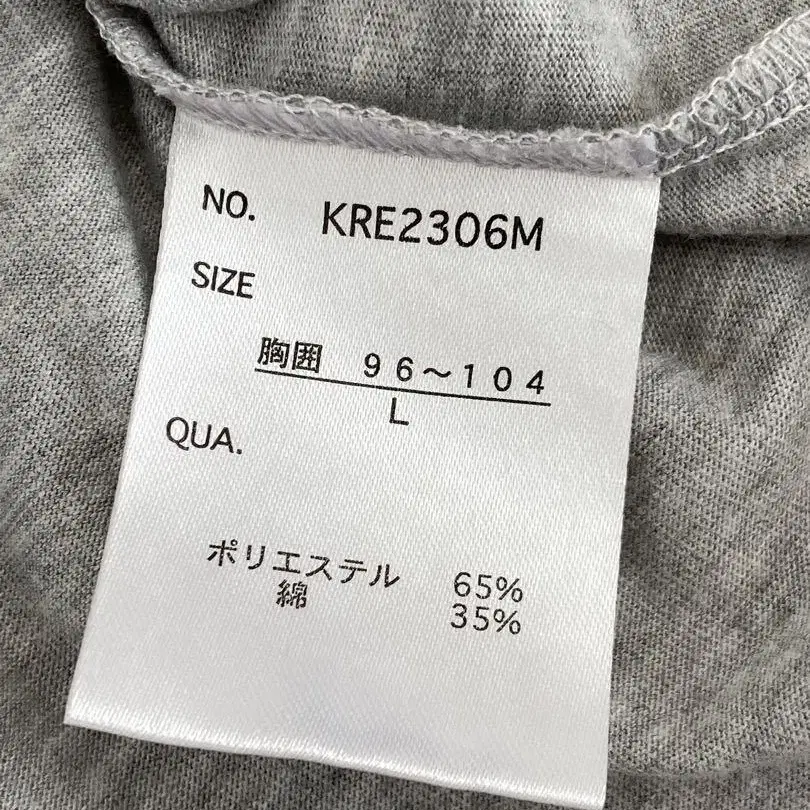 NO. KRE2306M
SIZE
胸囲 96〜104
L
QUA.
ポリエステル 65%
綿 35%